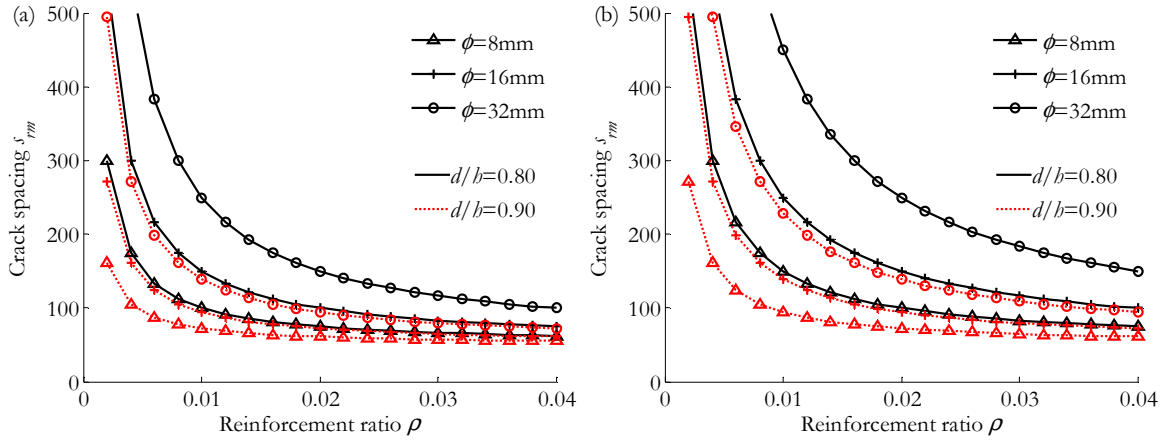 (a)
500
400
300
200
100
0
Crack spacing s_rm
0
0.01
0.02
0.03
0.04
Reinforcement ratio ρ
ϕ=8mm
ϕ=16mm
ϕ=32mm
d/h=0.80
d/h=0.90
(b)
500
400
300
200
100
0
Crack spacing s_rm
0
0.01
0.02
0.03
0.04
Reinforcement ratio ρ
ϕ=8mm
ϕ=16mm
ϕ=32mm
d/h=0.80
d/h=0.90